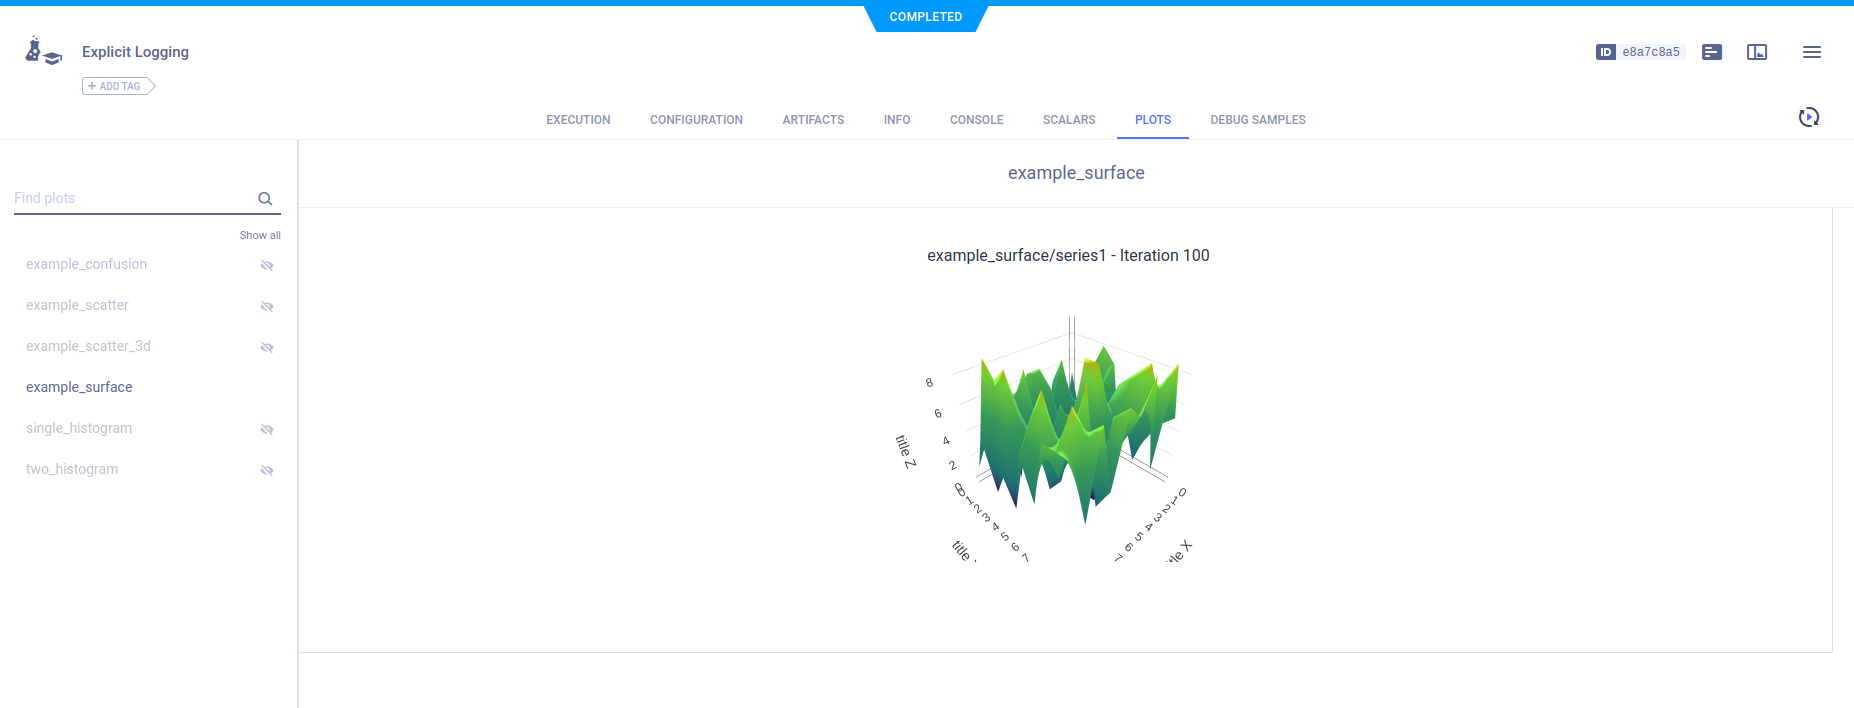 COMPLETED
Explicit Logging
ID e8a7c8a5
+ ADD TAG
EXECUTION CONFIGURATION ARTIFACTS INFO CONSOLE SCALARS PLOTS DEBUG SAMPLES
example_surface
Find plots
Show all
example_confusion
example_scatter
example_scatter_3d
example_surface
single_histogram
two_histogram
example_surface/series1 - Iteration 100
8
6
4
2
0
title Z
0
1
2
3
4
5
6
7
title
0
1
2
3
4
5
6
7
title X